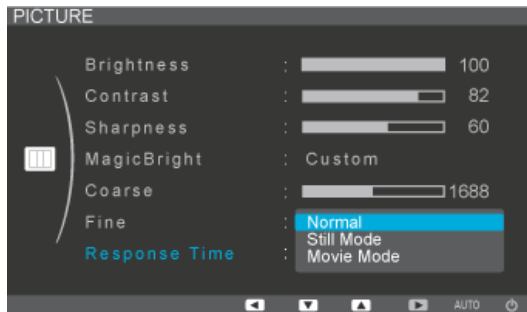 PICTURE
Brightness : 100
Contrast : 82
Sharpness : 60
MagicBright : Custom
Coarse : 1688
Fine : Normal
Still Mode
Response Time : Movie Mode
AUTO